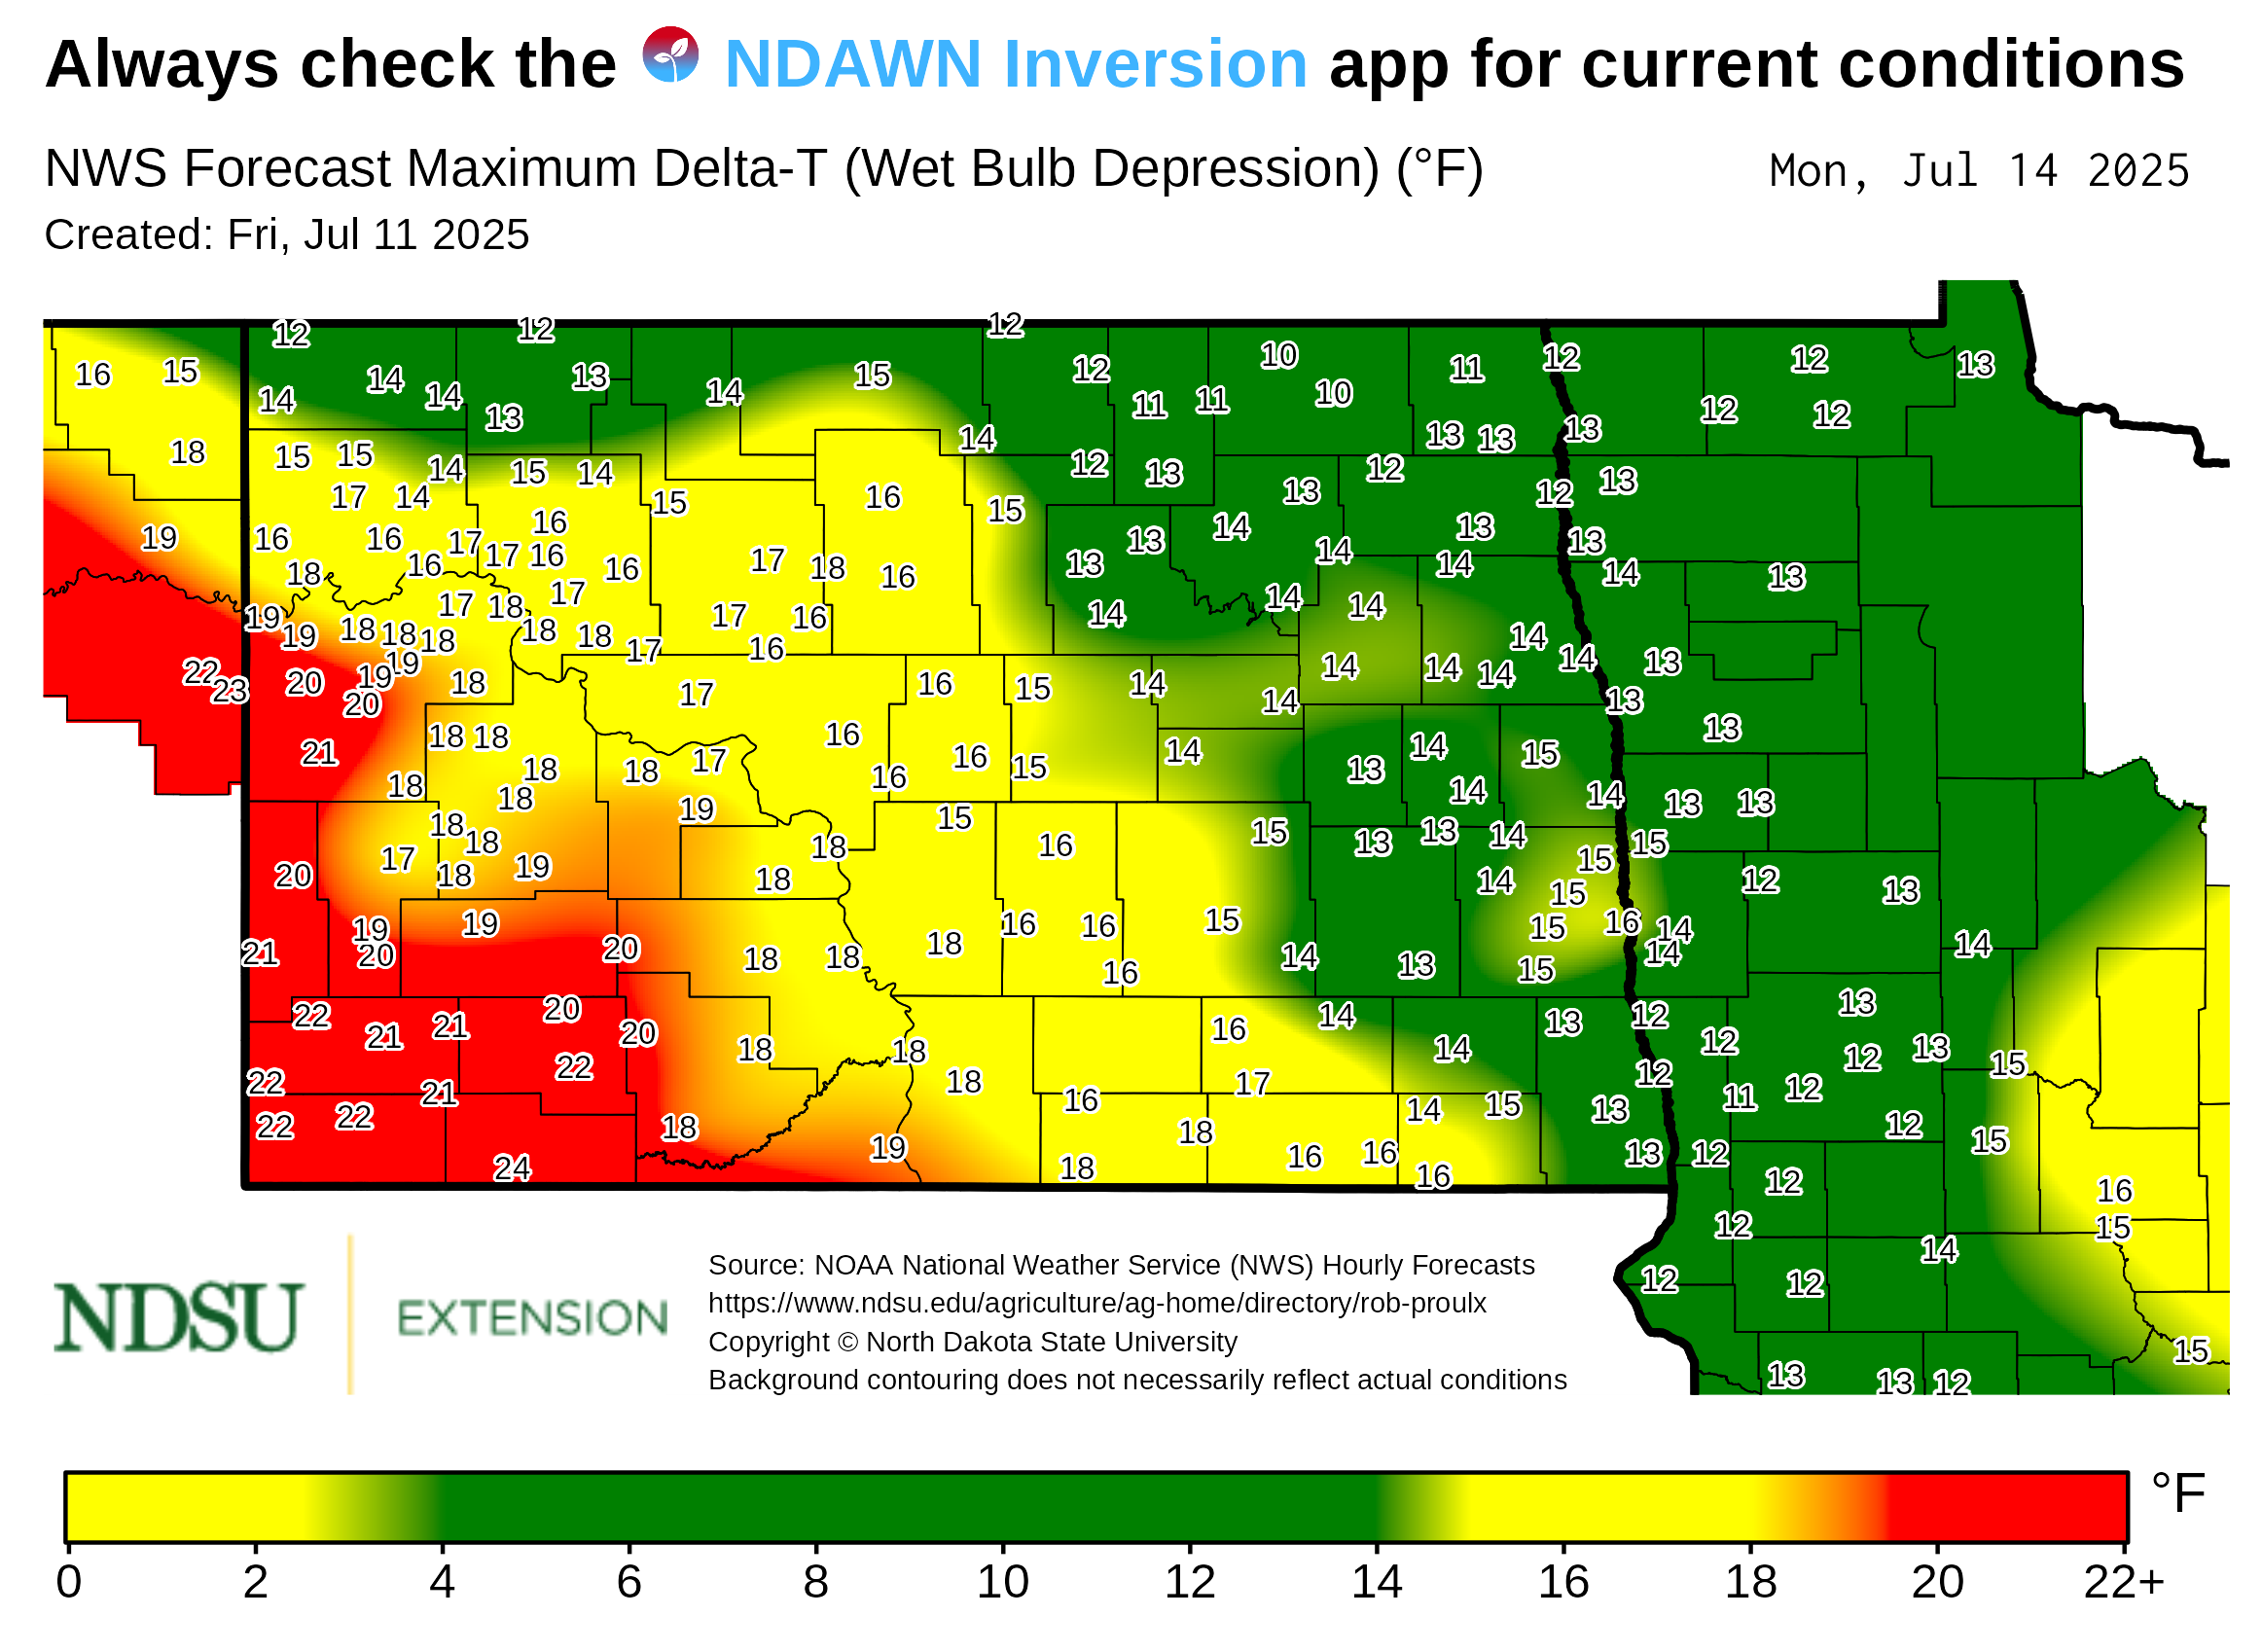 Always check the NDAWN Inversion app for current conditions
NWS Forecast Maximum Delta-T (Wet Bulb Depression) (°F) Mon, Jul 14 2025
Created: Fri, Jul 11 2025
12 12 12
16 15 14 14 14 13 13 14 15 12 10 11 12 12 13
14 11 11 10 13 13 13 12 12
18 15 15 14 15 14 14 12 13 12 13
17 14 15 16 15 13 12
19 16 16 17 16 17 16 13 14 14 13 13
18 16 16 17 18 16 13 14 14 13
19 17 18 17 17 16 14 14 14
19 18 18 18 18 18 17 16 14 14 13
22 23 20 19 19 18 17 16 15 14 14 14 14
20 14 13
21 18 18 17 16 16 15 14 13 14 15 13
18 18 18 18 16 14 14 13 13
18 18 19 18 15 16 15 13 13 14 15
20 17 18 19 18 14 15 15 12 13
21 19 20 19 20 18 18 18 16 16 15 14 13 15 16 14 14 14
16 15
22 21 21 20 20 16 14 13 12 12 13
22 18 18 14 12 12 13 15
22 22 21 22 18 16 17 14 15 13 11 12 12
18 19 18 16 16 13 12 15
24 18 16 12 16
12 15
12 12 14
13 13 12 15
NDSU EXTENSION
Source: NOAA National Weather Service (NWS) Hourly Forecasts
https://www.ndsu.edu/agriculture/ag-home/directory/rob-proulx
Copyright © North Dakota State University
Background contouring does not necessarily reflect actual conditions
°F
0 2 4 6 8 10 12 14 16 18 20 22+